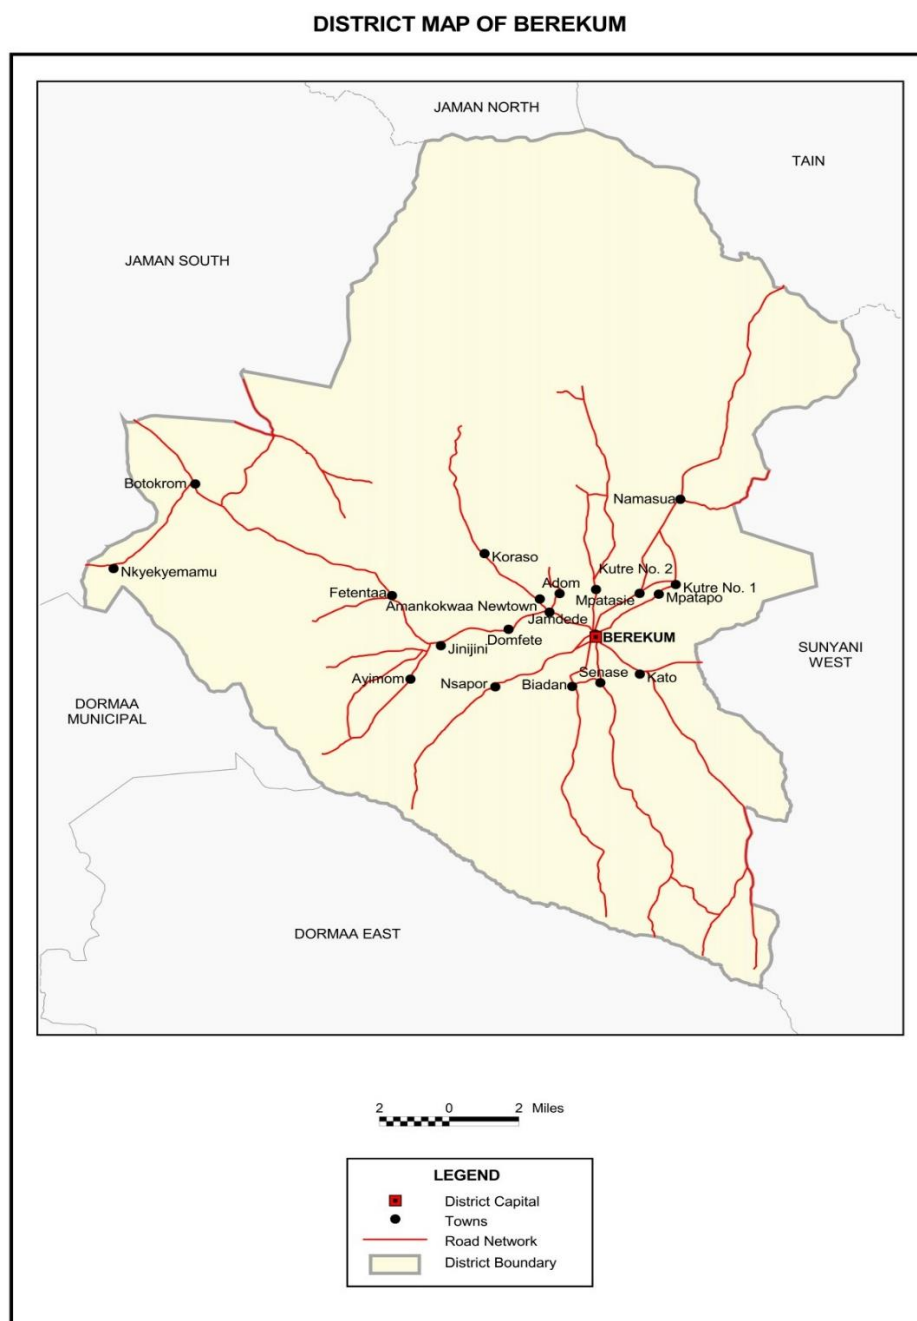 DISTRICT MAP OF BEREKUM
JAMAN NORTH
TAIN
JAMAN SOUTH
Botokrom
Namasua
Koraso
Nkyekyemamu
Kutre No. 2
Adom
Fetentaa
Kutre No. 1
Amankokwaa Newtown
Mpatasie
Mpatapo
Jamdede
Domfete
BEREKUM
Jinijini
SUNYANI
WEST
Senase
Kato
Ayimom
Nsapor
Biadan
DORMAA
MUNICIPAL
DORMAA EAST
2 0 2 Miles
LEGEND
District Capital
Towns
Road Network
District Boundary